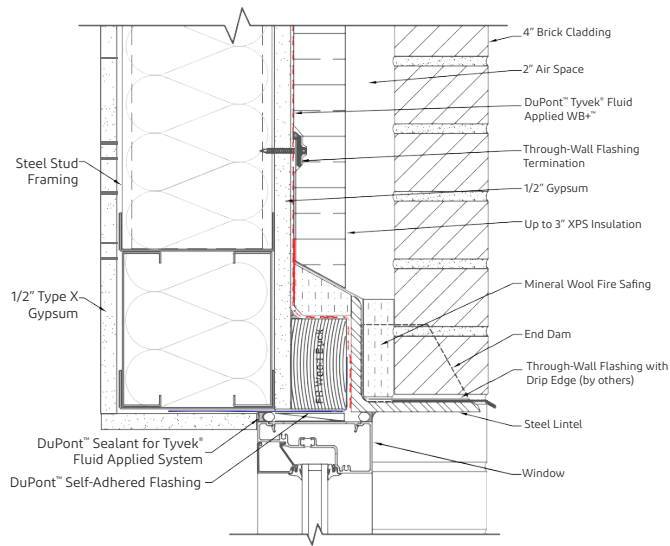 4" Brick Cladding
2" Air Space
DuPont™ Tyvek® Fluid
Applied WB+™
Through-Wall Flashing
Termination
1/2" Gypsum
Up to 3" XPS Insulation
Mineral Wool Fire Safing
End Dam
Through-Wall Flashing with
Drip Edge (by others)
Steel Lintel
Window
Steel Stud
Framing
1/2" Type X
Gypsum
FR Wood Buck
DuPont™ Sealant for Tyvek®
Fluid Applied System
DuPont™ Self-Adhered Flashing